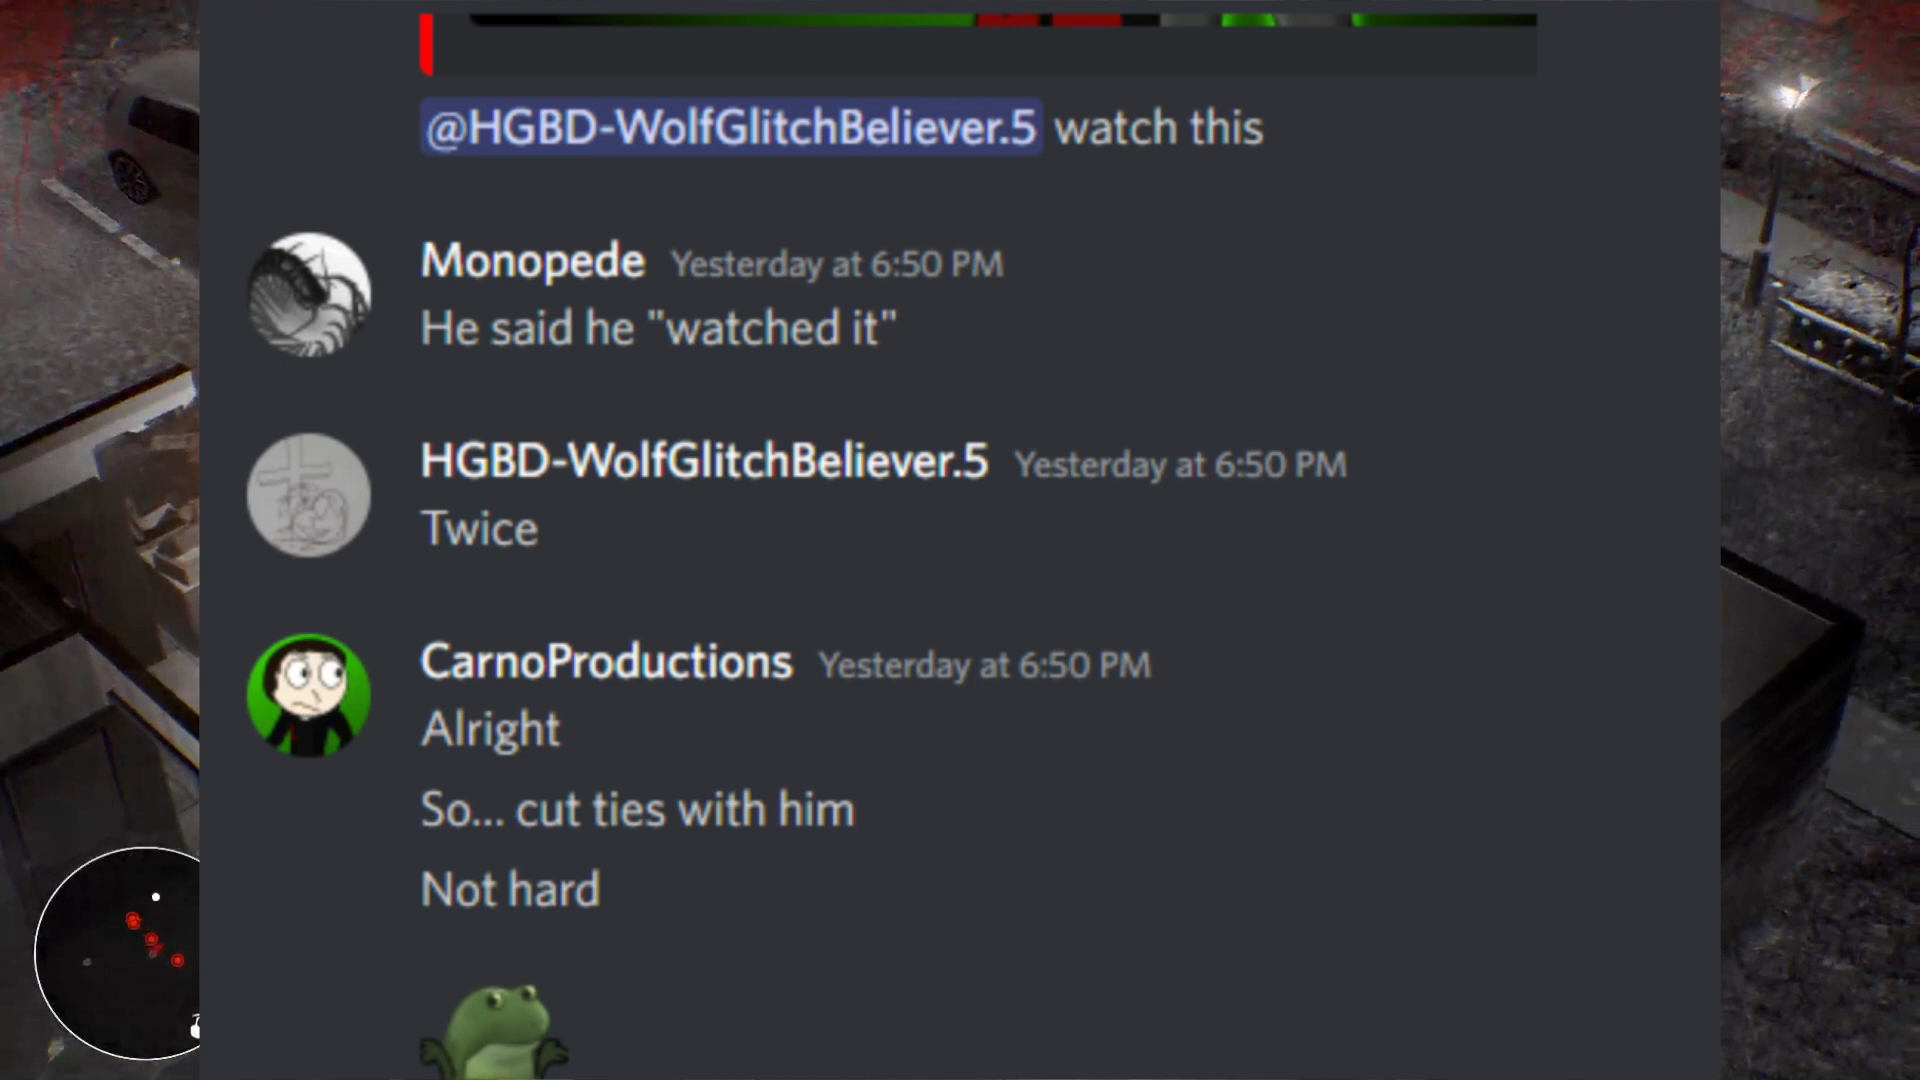 @HGBD-WolfGlitchBeliever.5 watch this
Monopede Yesterday at 6:50 PM
He said he "watched it"
HGBD-WolfGlitchBeliever.5 Yesterday at 6:50 PM
Twice
CarnoProductions Yesterday at 6:50 PM
Alright
So... cut ties with him
Not hard